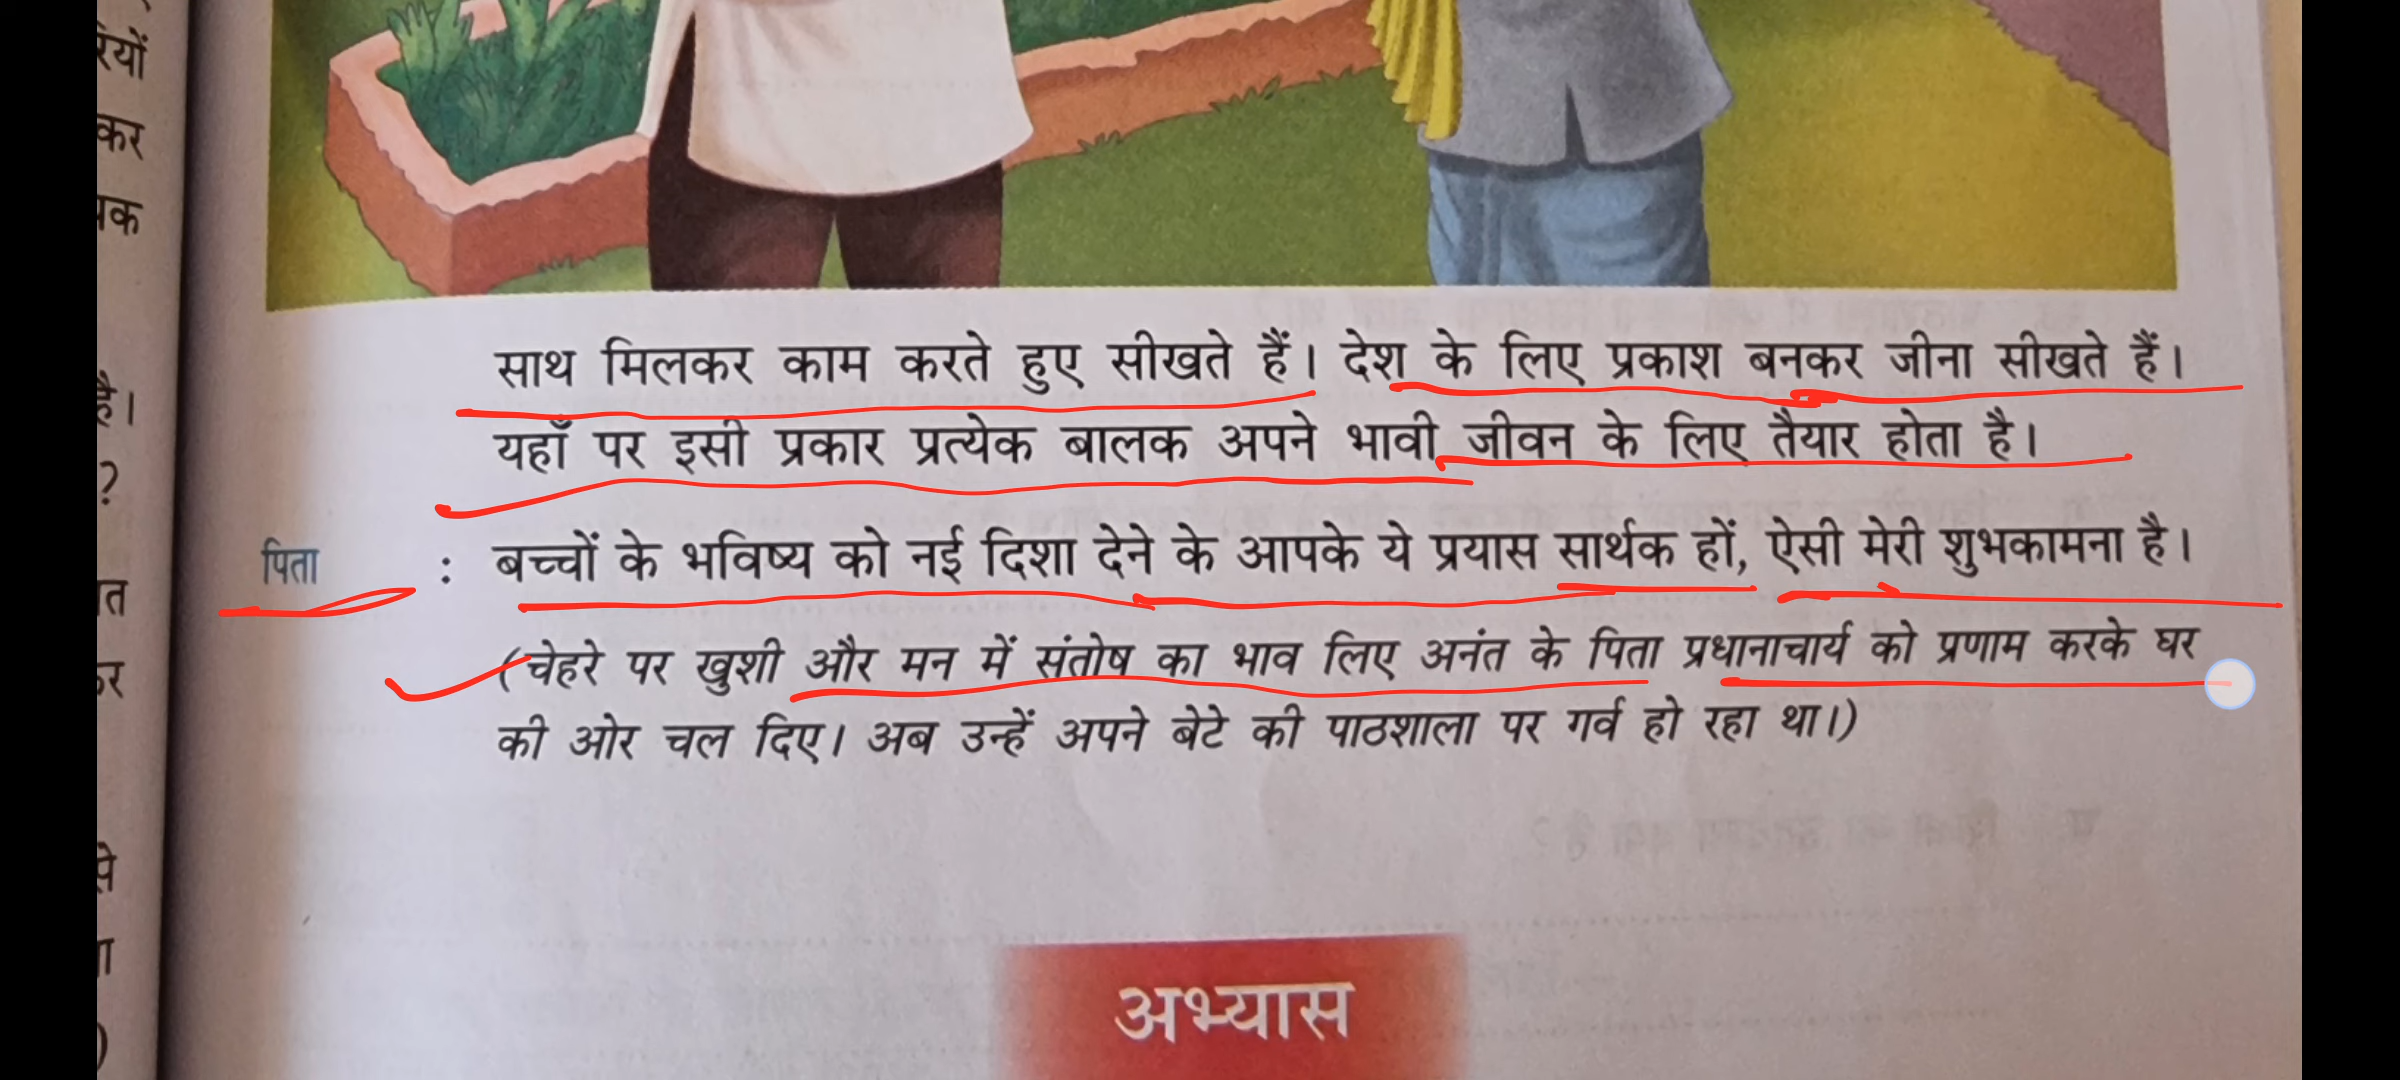 साथ मिलकर काम करते हुए सीखते हैं। देश के लिए प्रकाश बनकर जीना सीखते हैं।
यहाँ पर इसी प्रकार प्रत्येक बालक अपने भावी जीवन के लिए तैयार होता है।
पिता : बच्चों के भविष्य को नई दिशा देने के आपके ये प्रयास सार्थक हों, ऐसी मेरी शुभकामना है।
(चेहरे पर खुशी और मन में संतोष का भाव लिए अनंत के पिता प्रधानाचार्य को प्रणाम करके घर
की ओर चल दिए। अब उन्हें अपने बेटे की पाठशाला पर गर्व हो रहा था।)
अभ्यास